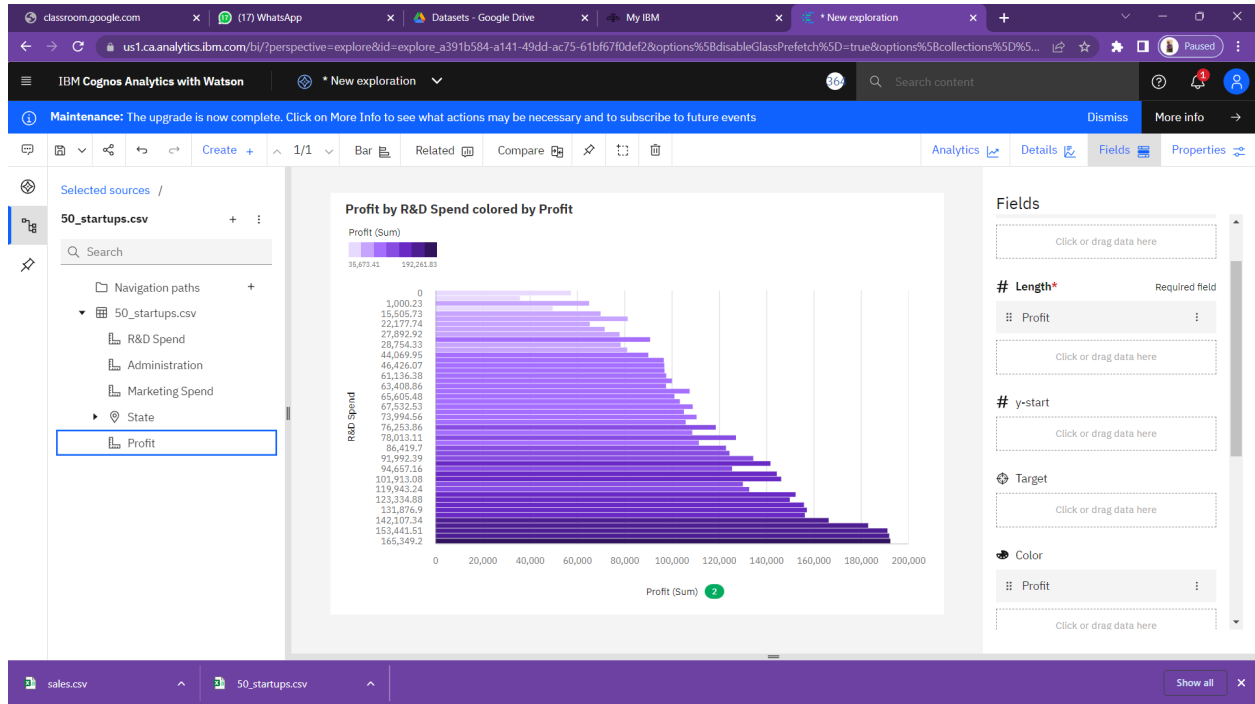 classroom.google.com
(17) WhatsApp
Datasets - Google Drive
My IBM
* New exploration
us1.ca.analytics.ibm.com/bi/?perspective=explore&id=explore_a391b584-a141-49dd-ac75-61bf67f0def2&options%5BdisableGlassPrefetch%5D=true&options%5Bcollections%5D%5...
Paused
IBM Cognos Analytics with Watson
* New exploration
364
Search content
1
Maintenance: The upgrade is now complete. Click on More Info to see what actions may be necessary and to subscribe to future events
Dismiss
More info
Create +
1/1
Bar
Related
Compare
Analytics
Details
Fields
Properties
Selected sources /
50_startups.csv
Search
Navigation paths
50_startups.csv
R&D Spend
Administration
Marketing Spend
State
Profit
Profit by R&D Spend colored by Profit
Profit (Sum)
35,673.41 192,261.83
R&D Spend
0
1,000.23
15,505.73
22,177.74
27,892.92
28,754.33
44,069.95
46,426.07
61,136.38
63,408.86
65,605.48
67,532.53
73,994.56
76,253.86
78,013.11
86,419.7
91,992.39
94,657.16
101,913.08
119,943.24
123,334.88
131,876.9
142,107.34
153,441.51
165,349.2
0 20,000 40,000 60,000 80,000 100,000 120,000 140,000 160,000 180,000 200,000
Profit (Sum) 2
Fields
Click or drag data here
# Length* Required field
Profit
Click or drag data here
# y-start
Click or drag data here
Target
Click or drag data here
Color
Profit
Click or drag data here
sales.csv
50_startups.csv
Show all